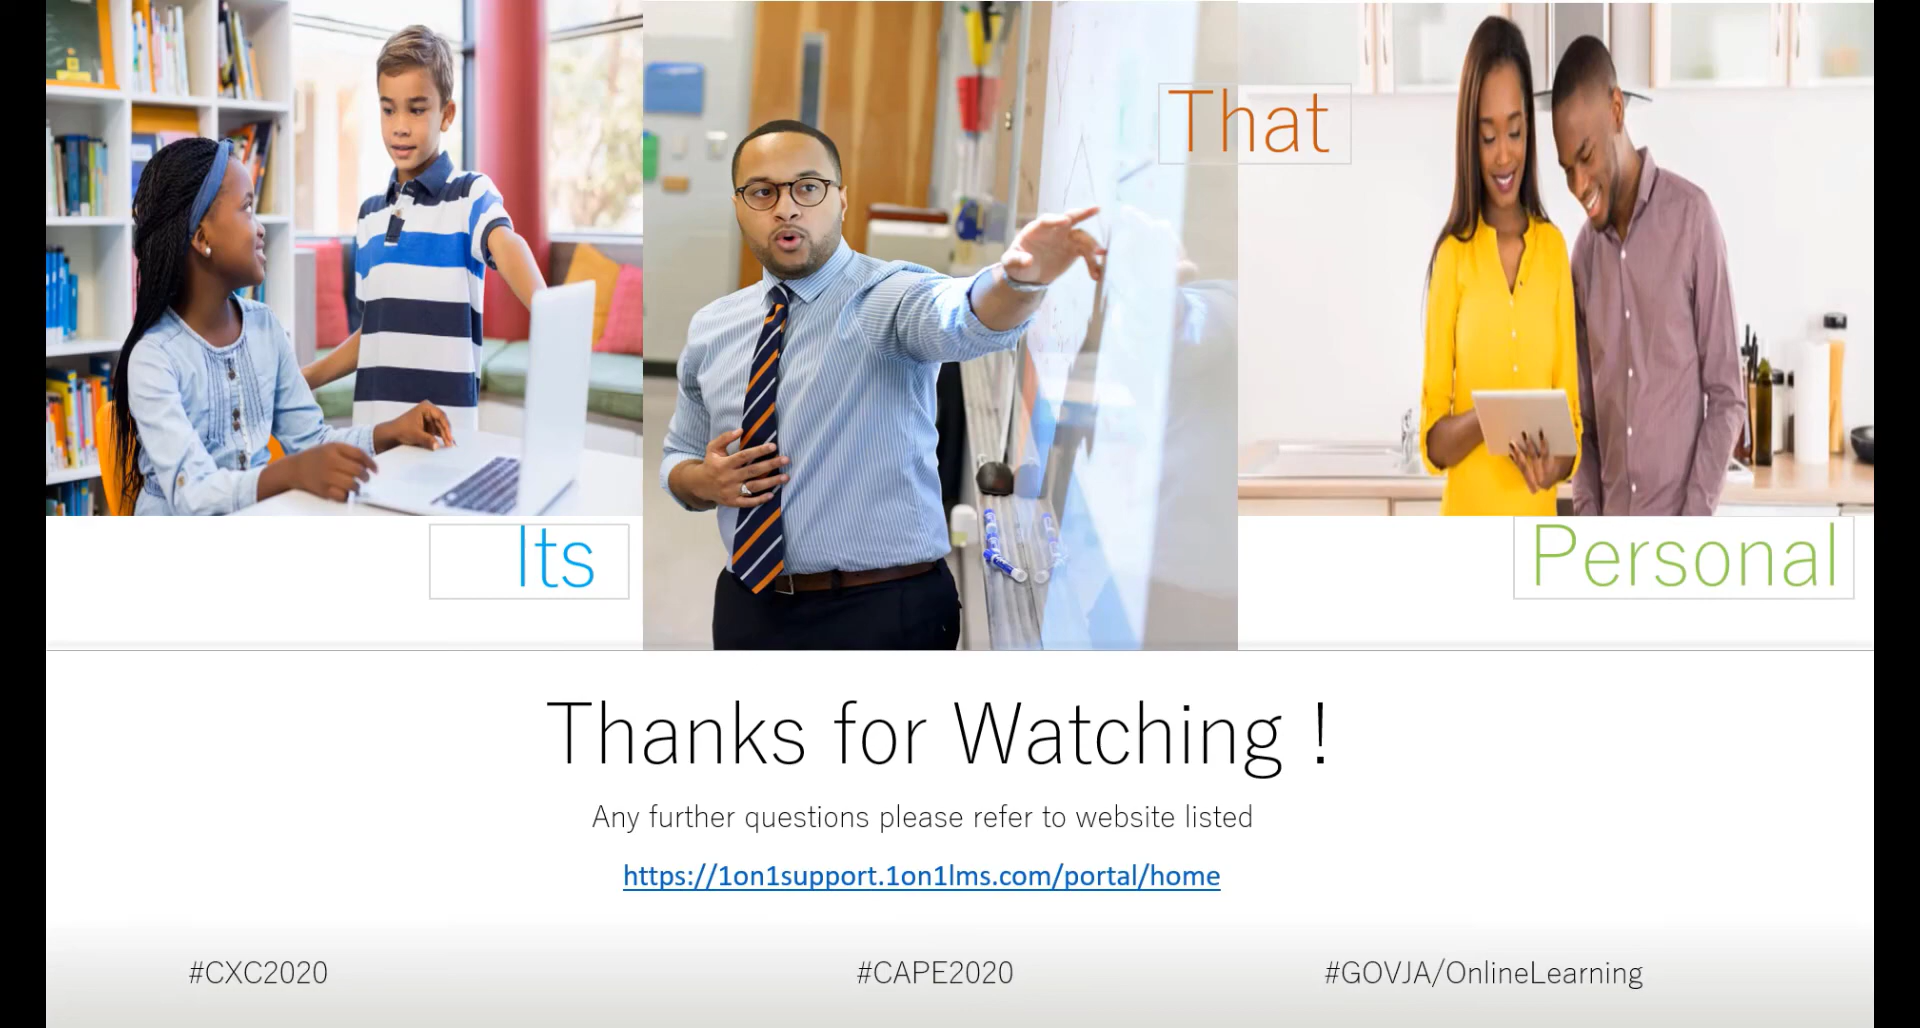 Its
That
Personal
Thanks for Watching !
Any further questions please refer to website listed
https://1on1support.1on1lms.com/portal/home
#CXC2020
#CAPE2020
#GOVJA/OnlineLearning